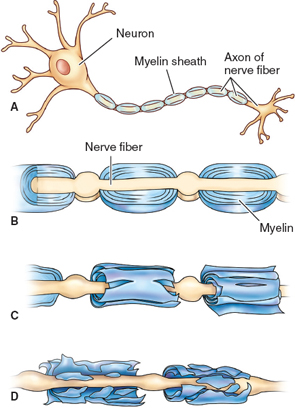 Neuron
Myelin sheath
Axon of
nerve fiber
A
Nerve fiber
B
Myelin
C
D